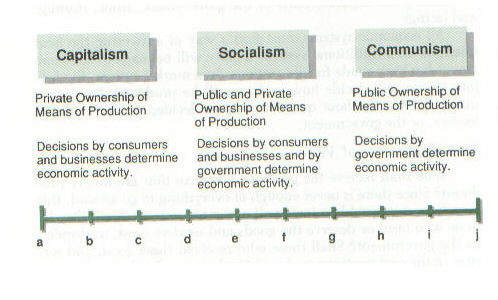 Capitalism
Private Ownership of
Means of Production
Decisions by consumers
and businesses determine
economic activity.
Socialism
Public and Private
Ownership of Means
of Production
Decisions by consumers
and businesses and by
government determine
economic activity.
Communism
Public Ownership of
Means of Production
Decisions by
government determine
economic activity.
a b c d e f g h i j